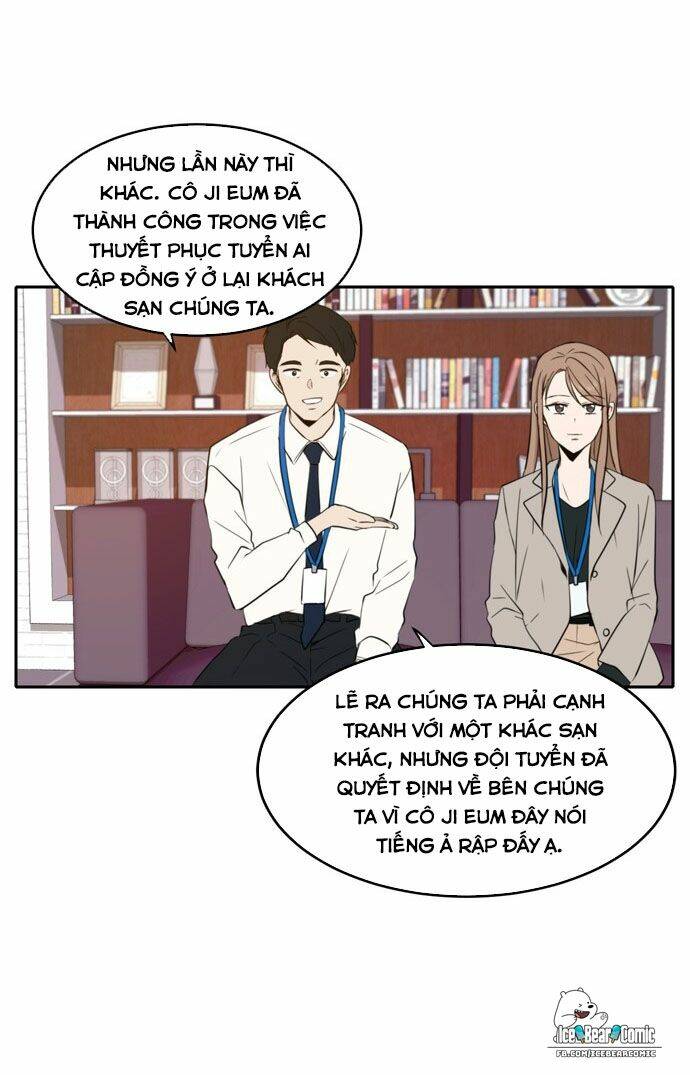 NHƯNG LẦN NÀY THÌ
KHÁC. CÔ JI EUM ĐÃ
THÀNH CÔNG TRONG VIỆC
THUYẾT PHỤC TUYỂN AI
CẬP ĐỒNG Ý Ở LẠI KHÁCH
SẠN CHÚNG TA.
LẼ RA CHÚNG TA PHẢI CẠNH
TRANH VỚI MỘT KHÁC SẠN
KHÁC, NHƯNG ĐỘI TUYỂN ĐÃ
QUYẾT ĐỊNH VỀ BÊN CHÚNG
TA VÌ CÔ JI EUM ĐÂY NÓI
TIẾNG Ả RẬP ĐẤY Ạ.
Ice Bear Comic
FB.COM/ICEBEARCOMIC